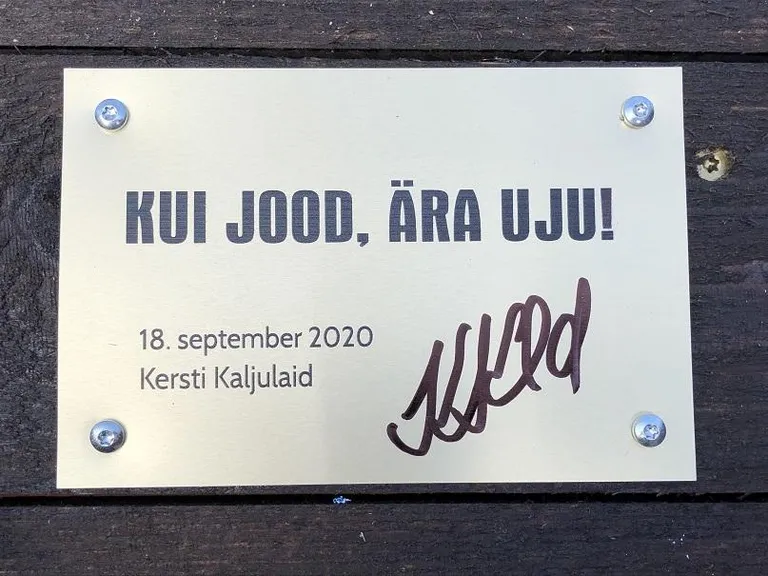 KUI JOOD, ÄRA UJU!
18. september 2020
Kersti Kaljulaid